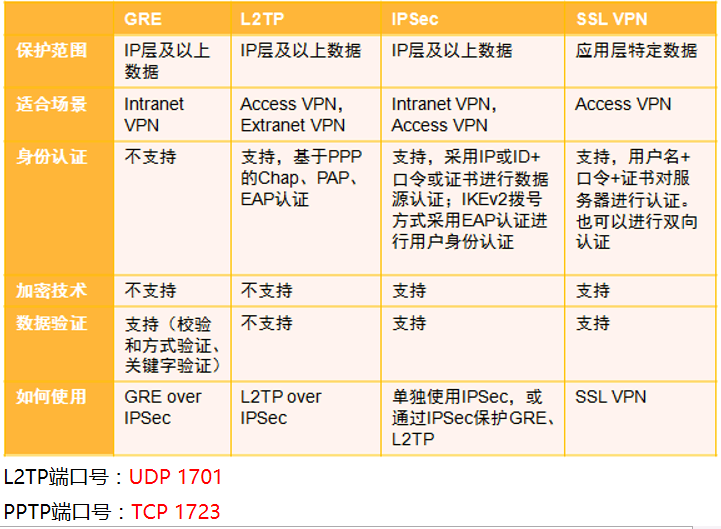 GRE L2TP IPSec SSL VPN
保护范围 IP层及以上数据 IP层及以上数据 IP层及以上数据 应用层特定数据
适合场景 Intranet VPN Access VPN，Extranet VPN Intranet VPN，Access VPN Access VPN
身份认证 不支持 支持，基于PPP的Chap、PAP、EAP认证 支持，采用IP或ID+口令或证书进行数据源认证；IKEv2拨号方式采用EAP认证进行用户身份认证 支持，用户名+口令+证书对服务器进行认证。也可以进行双向认证
加密技术 不支持 不支持 支持 支持
数据验证 支持（校验和方式验证、关键字验证） 不支持 支持 支持
如何使用 GRE over IPSec L2TP over IPSec 单独使用IPSec，或通过IPSec保护GRE、L2TP SSL VPN
L2TP端口号：UDP 1701
PPTP端口号：TCP 1723